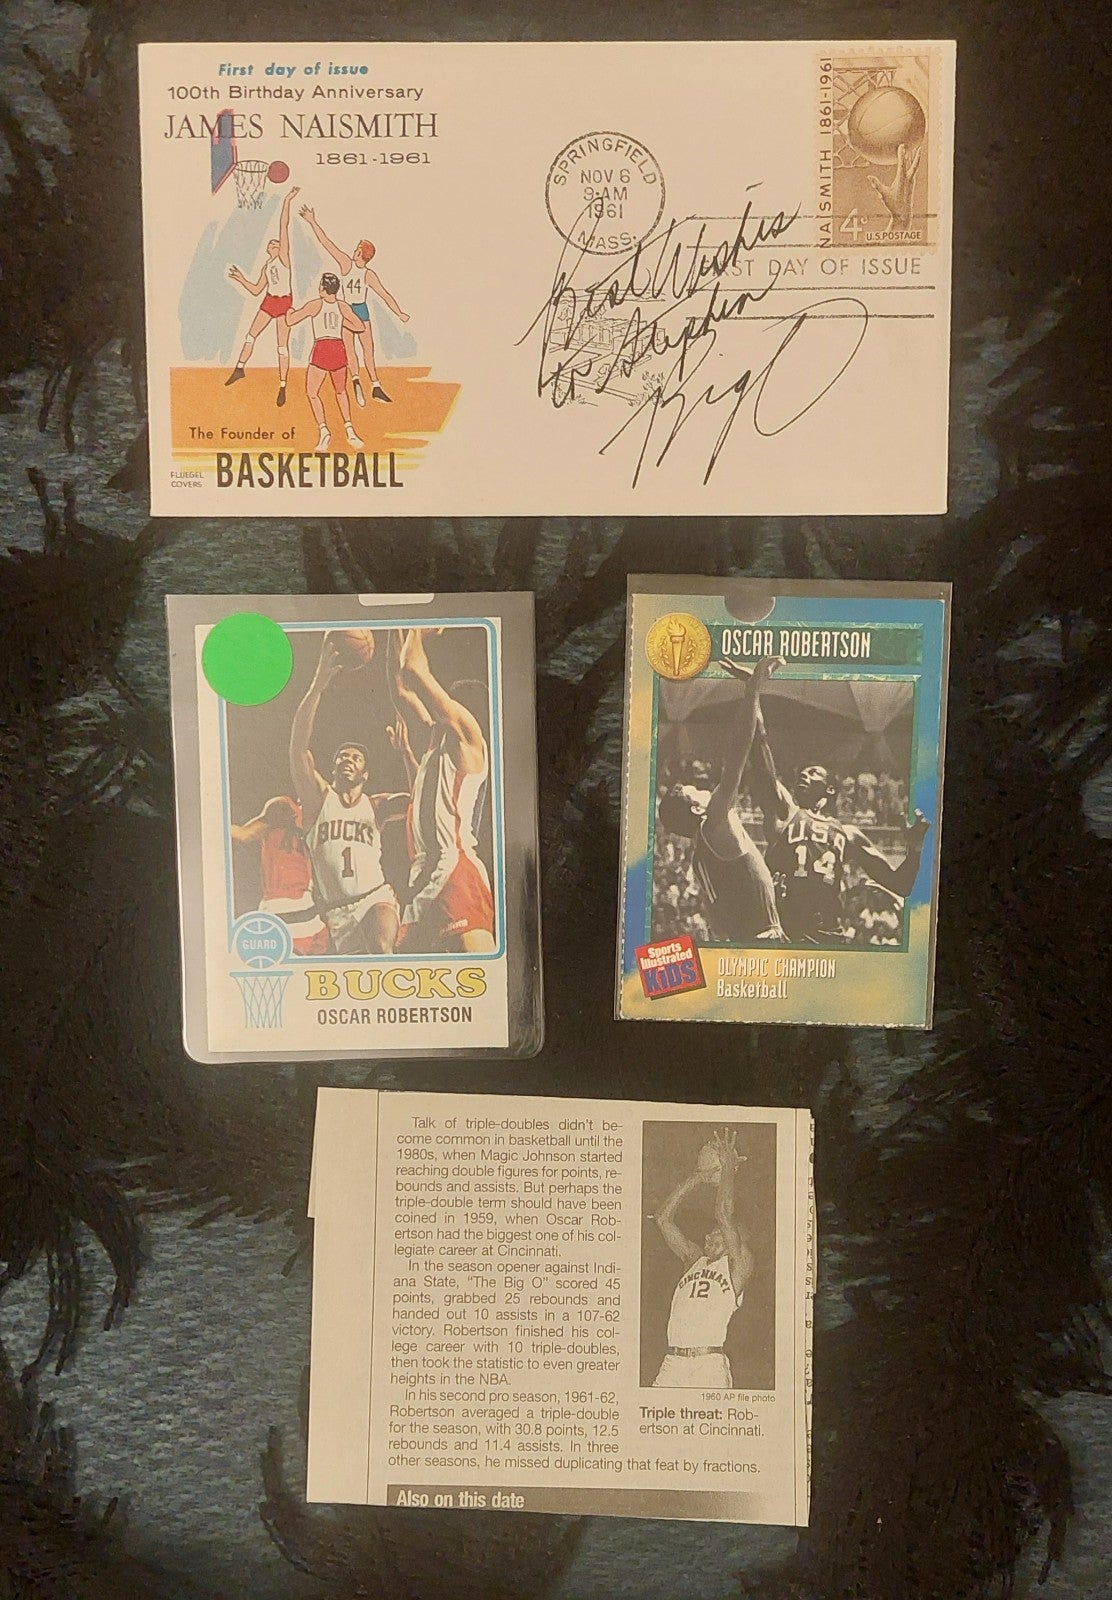 First day of issue
100th Birthday Anniversary
JAMES NAISMITH
1861-1961
44
10
The Founder of
BASKETBALL
FLUEGEL
COVERS
SPRINGFIELD
NOV 6
9-AM
1961
MASS.
NAISMITH 1861-1961
4c
U.S.POSTAGE
FIRST DAY OF ISSUE
Best Wishes
to Stephen
Big O
BUCKS
1
GUARD
BUCKS
OSCAR ROBERTSON
OSCAR ROBERTSON
U.S.A
14
Sports
Illustrated
for
KIDS
OLYMPIC CHAMPION
Basketball
Talk of triple-doubles didn't be-
come common in basketball until the
1980s, when Magic Johnson started
reaching double figures for points, re-
bounds and assists. But perhaps the
triple-double term should have been
coined in 1959, when Oscar Rob-
ertson had the biggest one of his col-
legiate career at Cincinnati.
In the season opener against Indi-
ana State, "The Big O" scored 45
points, grabbed 25 rebounds and
handed out 10 assists in a 107-62
victory. Robertson finished his col-
lege career with 10 triple-doubles,
then took the statistic to even greater
heights in the NBA.
In his second pro season, 1961-62,
Robertson averaged a triple-double
for the season, with 30.8 points, 12.5
rebounds and 11.4 assists. In three
other seasons, he missed duplicating that feat by fractions.
CINCINNATI
12
1960 AP file photo
Triple threat: Rob-
ertson at Cincinnati.
Also on this date